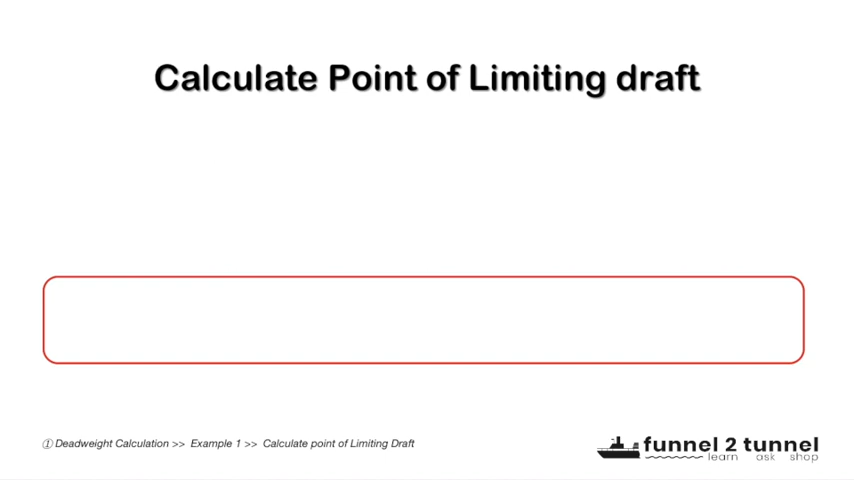 Calculate Point of Limiting draft
① Deadweight Calculation >> Example 1 >> Calculate point of Limiting Draft
funnel 2 tunnel
learn ask shop